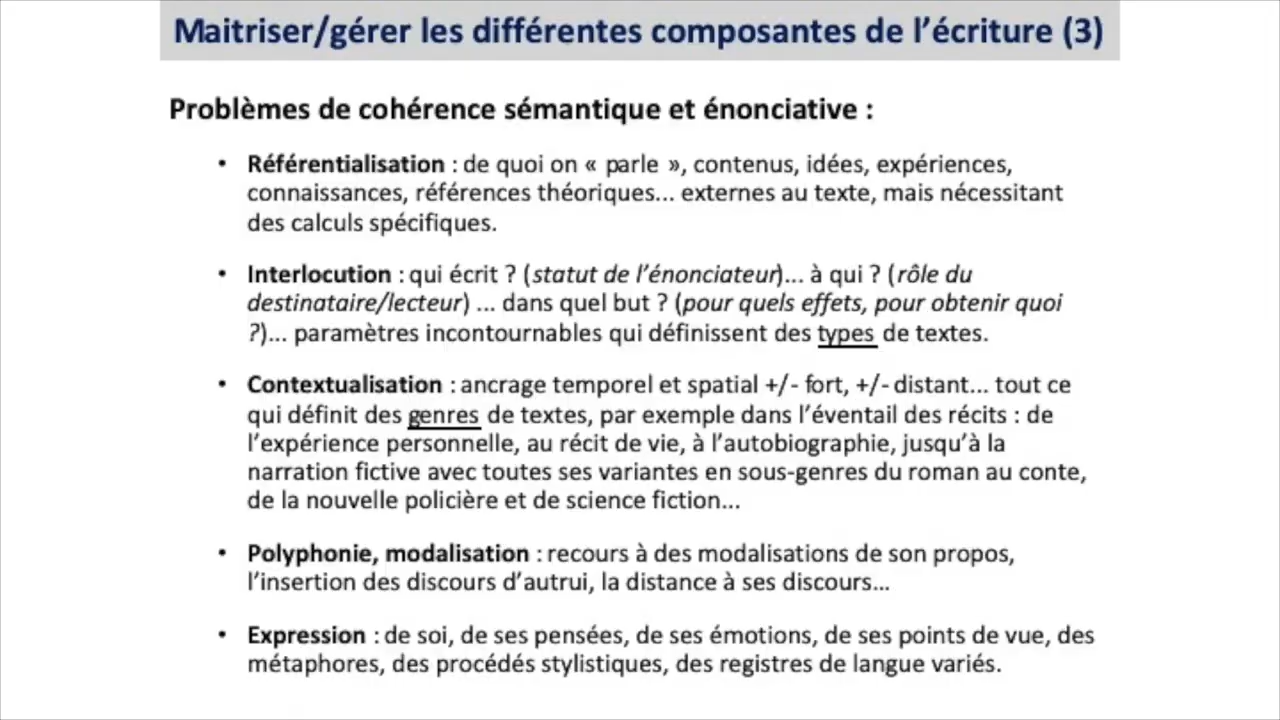 Maitriser/gérer les différentes composantes de l’écriture (3)
Problèmes de cohérence sémantique et énonciative :
• Référentialisation : de quoi on « parle », contenus, idées, expériences,
connaissances, références théoriques... externes au texte, mais nécessitant
des calculs spécifiques.
• Interlocution : qui écrit ? (statut de l’énonciateur)... à qui ? (rôle du
destinataire/lecteur) ... dans quel but ? (pour quels effets, pour obtenir quoi
?)... paramètres incontournables qui définissent des types de textes.
• Contextualisation : ancrage temporel et spatial +/- fort, +/- distant... tout ce
qui définit des genres de textes, par exemple dans l’éventail des récits : de
l’expérience personnelle, au récit de vie, à l’autobiographie, jusqu’à la
narration fictive avec toutes ses variantes en sous-genres du roman au conte,
de la nouvelle policière et de science fiction...
• Polyphonie, modalisation : recours à des modalisations de son propos,
l’insertion des discours d’autrui, la distance à ses discours...
• Expression : de soi, de ses pensées, de ses émotions, de ses points de vue, des
métaphores, des procédés stylistiques, des registres de langue variés.